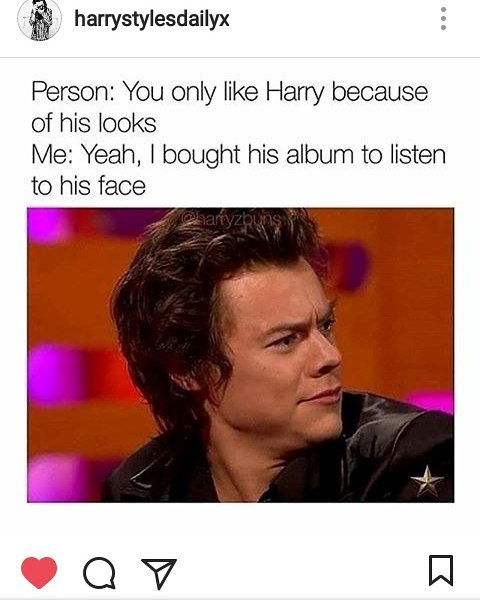 harrystylesdailyx
Person: You only like Harry because
of his looks
Me: Yeah, I bought his album to listen
to his face
@harryzbuns